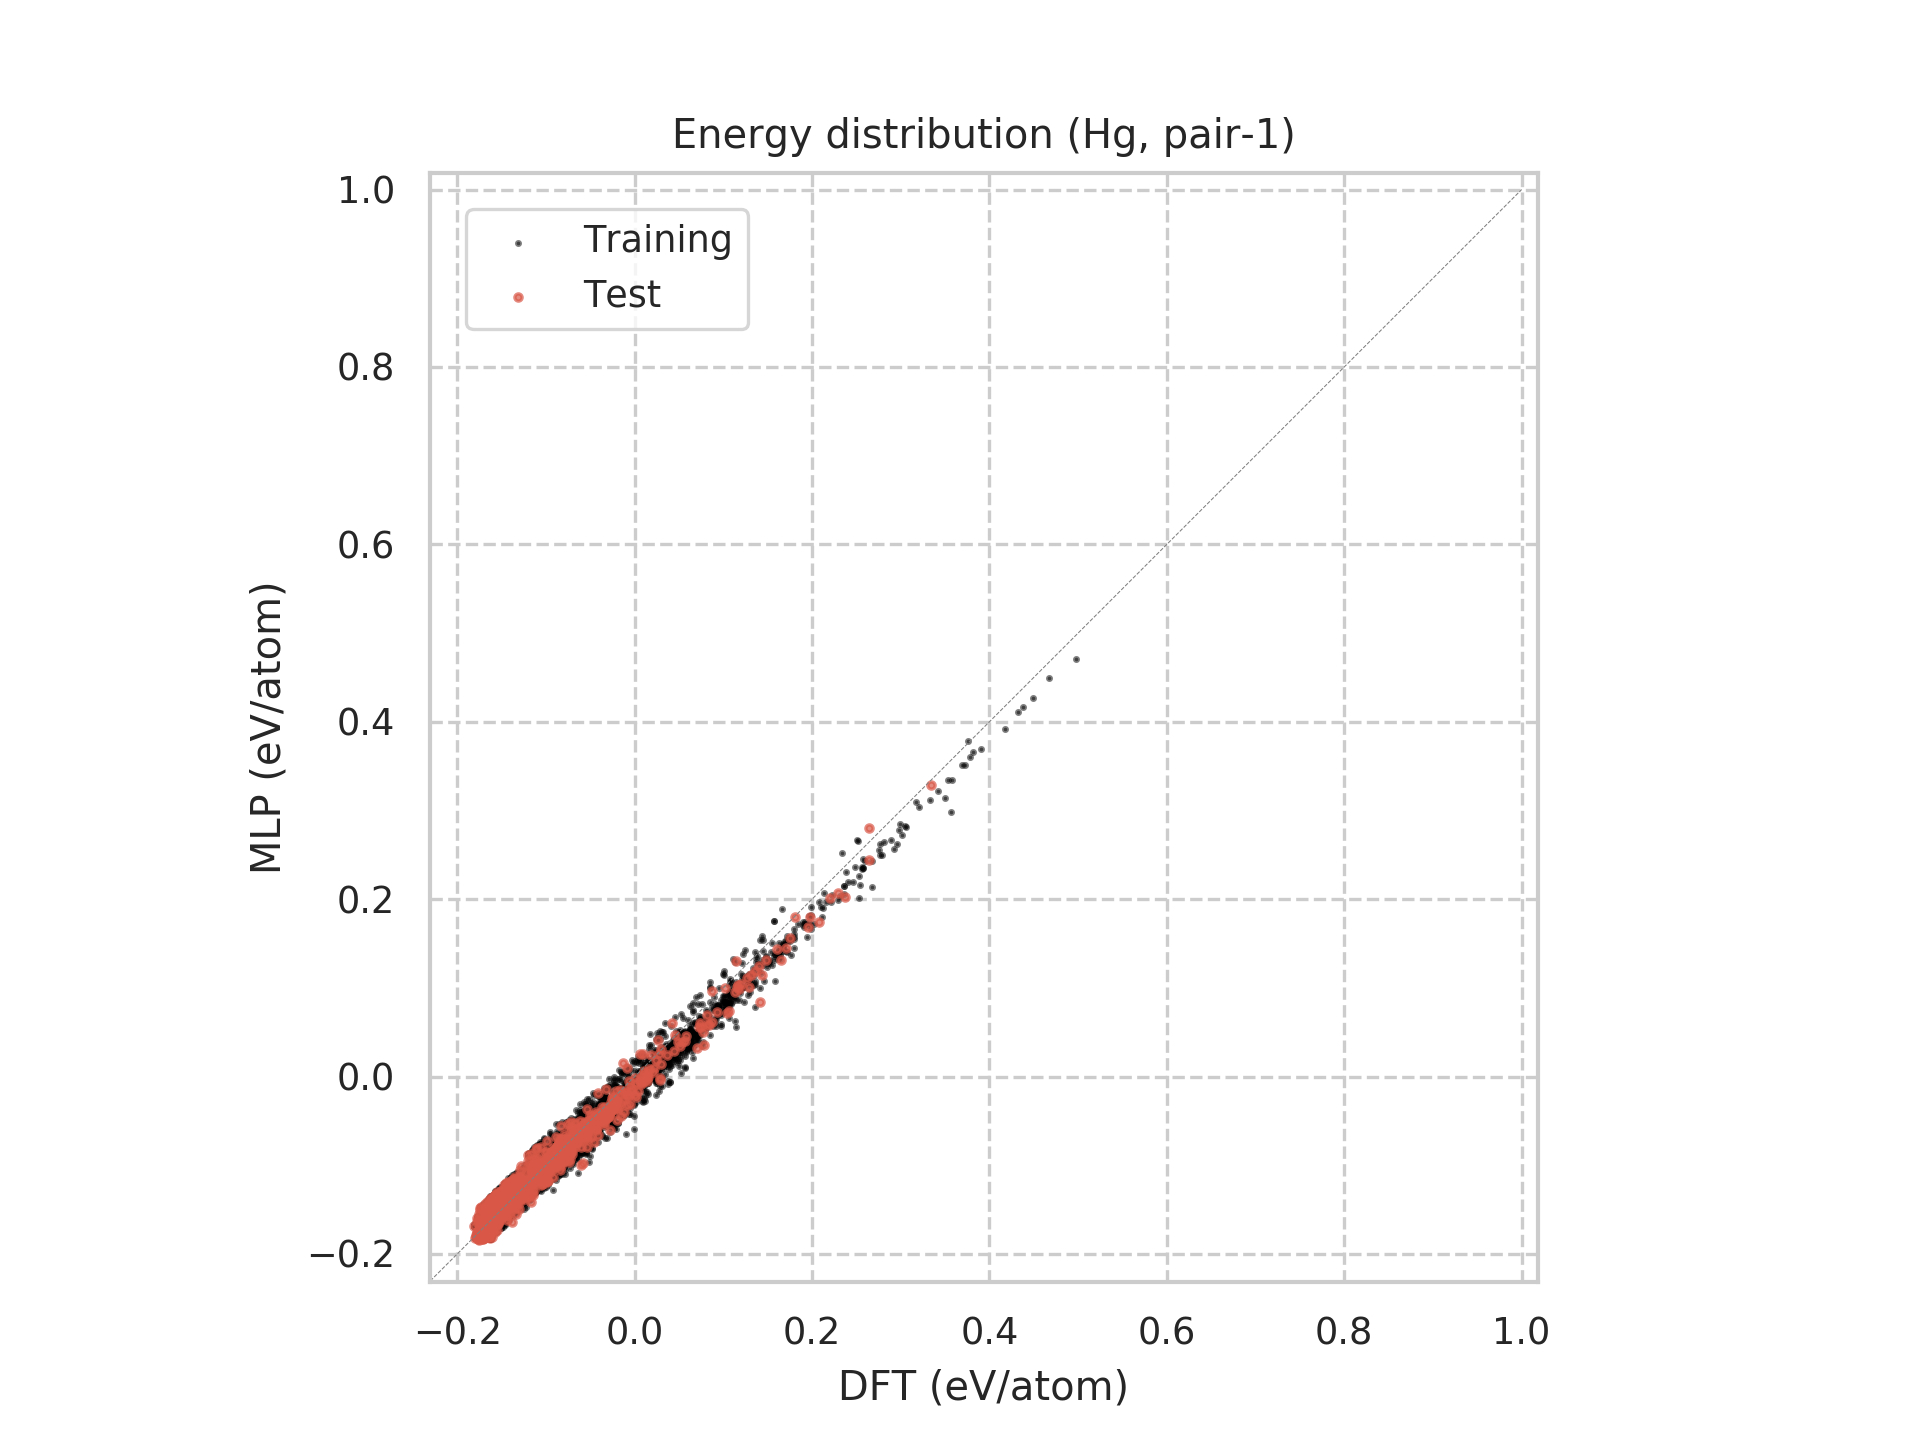 Energy distribution (Hg, pair-1)
1.0
0.8
0.6
0.4
0.2
0.0
−0.2
MLP (eV/atom)
Training
Test
−0.2 0.0 0.2 0.4 0.6 0.8 1.0
DFT (eV/atom)